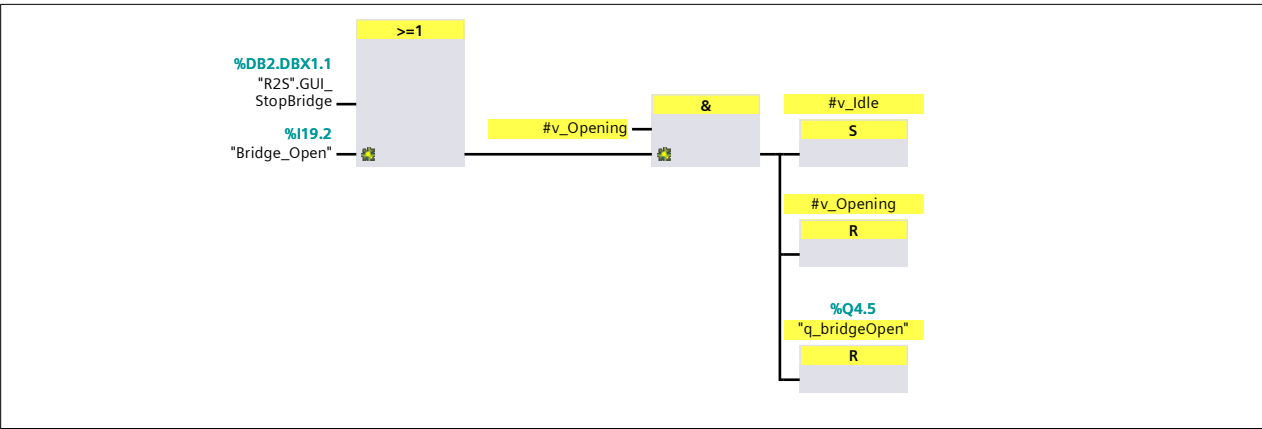 >=1
%DB2.DBX1.1
"R2S".GUI_
StopBridge
%I19.2
"Bridge_Open"
#v_Opening
&
#v_Idle
S
#v_Opening
R
%Q4.5
"q_bridgeOpen"
R